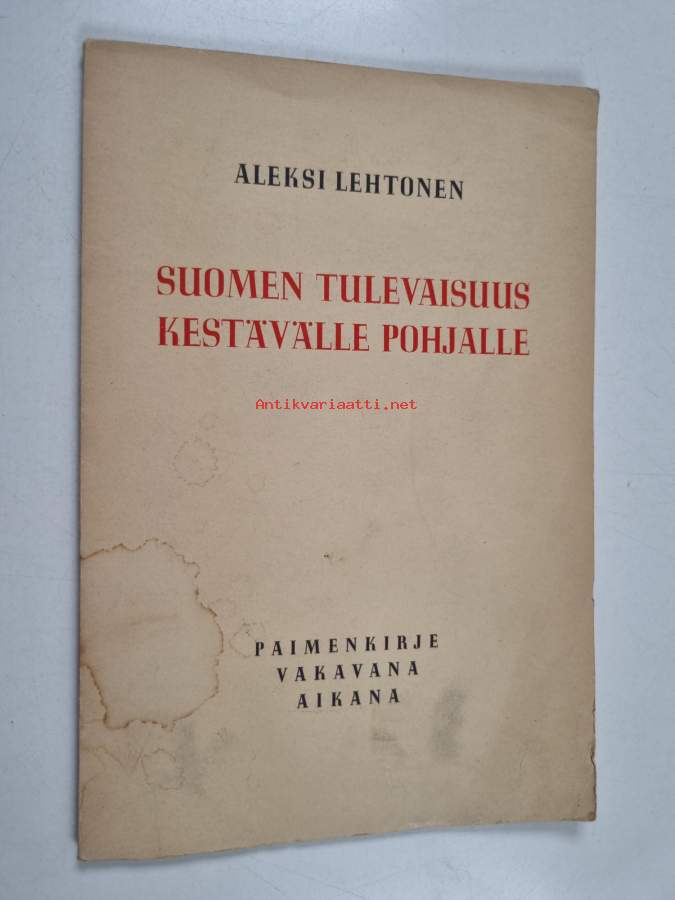 ALEKSI LEHTONEN
SUOMEN TULEVAISUUS
KESTÄVÄLLE POHJALLE
Antikvariaatti.net
PAIMENKIRJE
VAKAVANA
AIKANA